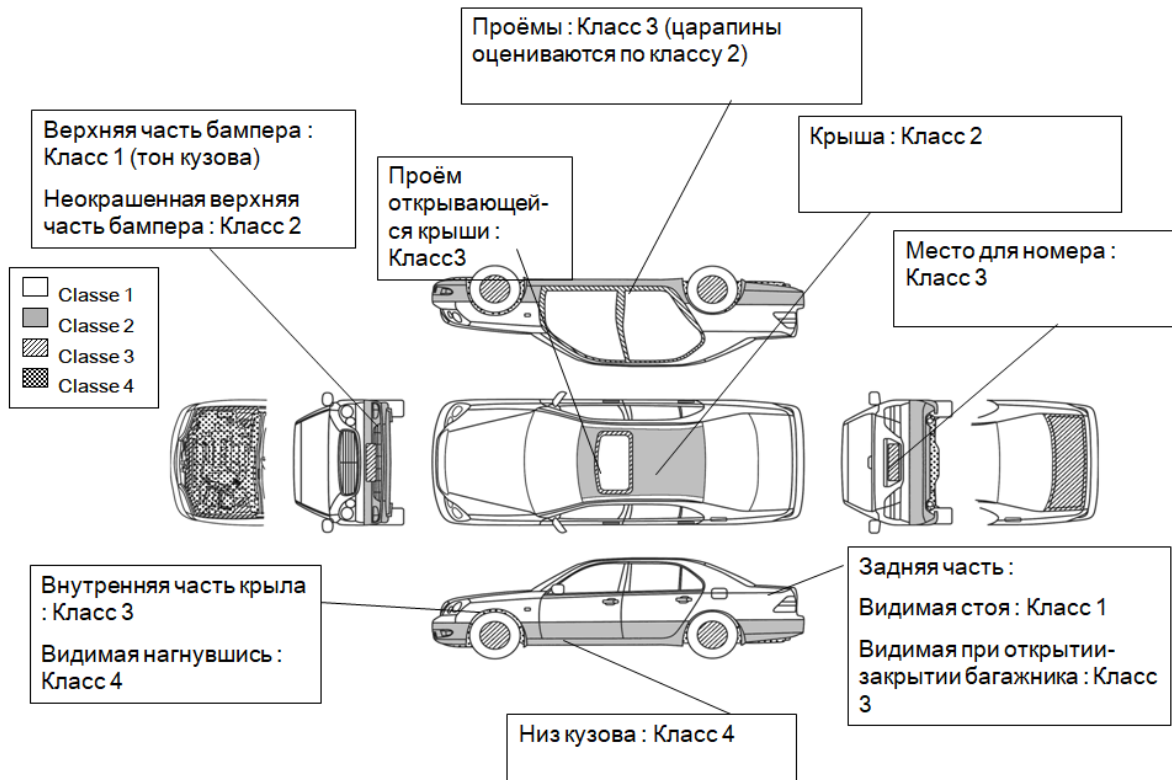 Проёмы : Класс 3 (царапины
оцениваются по классу 2)
Верхняя часть бампера :
Класс 1 (тон кузова)
Неокрашенная верхняя
часть бампера : Класс 2
Проём
открывающей-
ся крыши :
Класс3
Крыша : Класс 2
Место для номера :
Класс 3
Classe 1
Classe 2
Classe 3
Classe 4
Внутренняя часть крыла
: Класс 3
Видимая нагнувшись :
Класс 4
Низ кузова : Класс 4
Задняя часть :
Видимая стоя : Класс 1
Видимая при открытии-
закрытии багажника : Класс
3